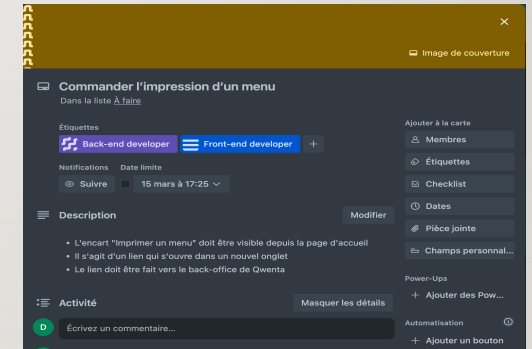 Image de couverture
Commander l'impression d'un menu
Dans la liste À faire
Étiquettes
Back-end developer
Front-end developer
Notifications Date limite
Suivre 15 mars à 17:25
Description
Modifier
• L'encart "Imprimer un menu" doit être visible depuis la page d'accueil
• Il s'agit d'un lien qui s'ouvre dans un nouvel onglet
• Le lien doit être fait vers le back-office de Qwenta
Activité
Masquer les détails
D
Écrivez un commentaire...
Ajouter à la carte
Membres
Étiquettes
Checklist
Dates
Pièce jointe
Champs personnal...
Power-Ups
+ Ajouter des Pow...
Automatisation
+ Ajouter un bouton